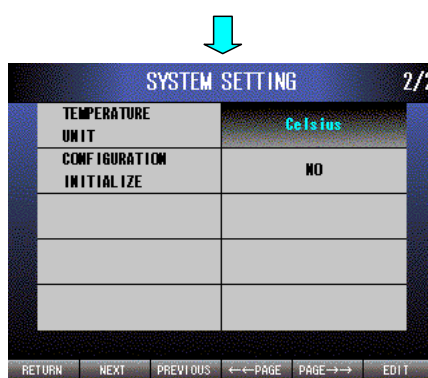 SYSTEM SETTING 2/2
TEMPERATURE
UNIT
Celsius
CONFIGURATION
INITIALIZE
NO
RETURN NEXT PREVIOUS ←←PAGE PAGE→→ EDIT